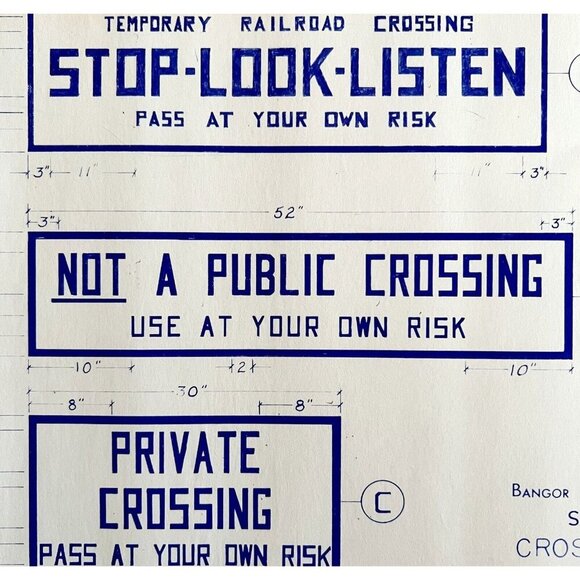 TEMPORARY RAILROAD CROSSING
STOP-LOOK-LISTEN
PASS AT YOUR OWN RISK
3" 11" 11" 3"
52"
3" 3"
NOT A PUBLIC CROSSING
USE AT YOUR OWN RISK
10" 2 10"
30"
8" 8"
PRIVATE
CROSSING
PASS AT YOUR OWN RISK
C
BANGOR